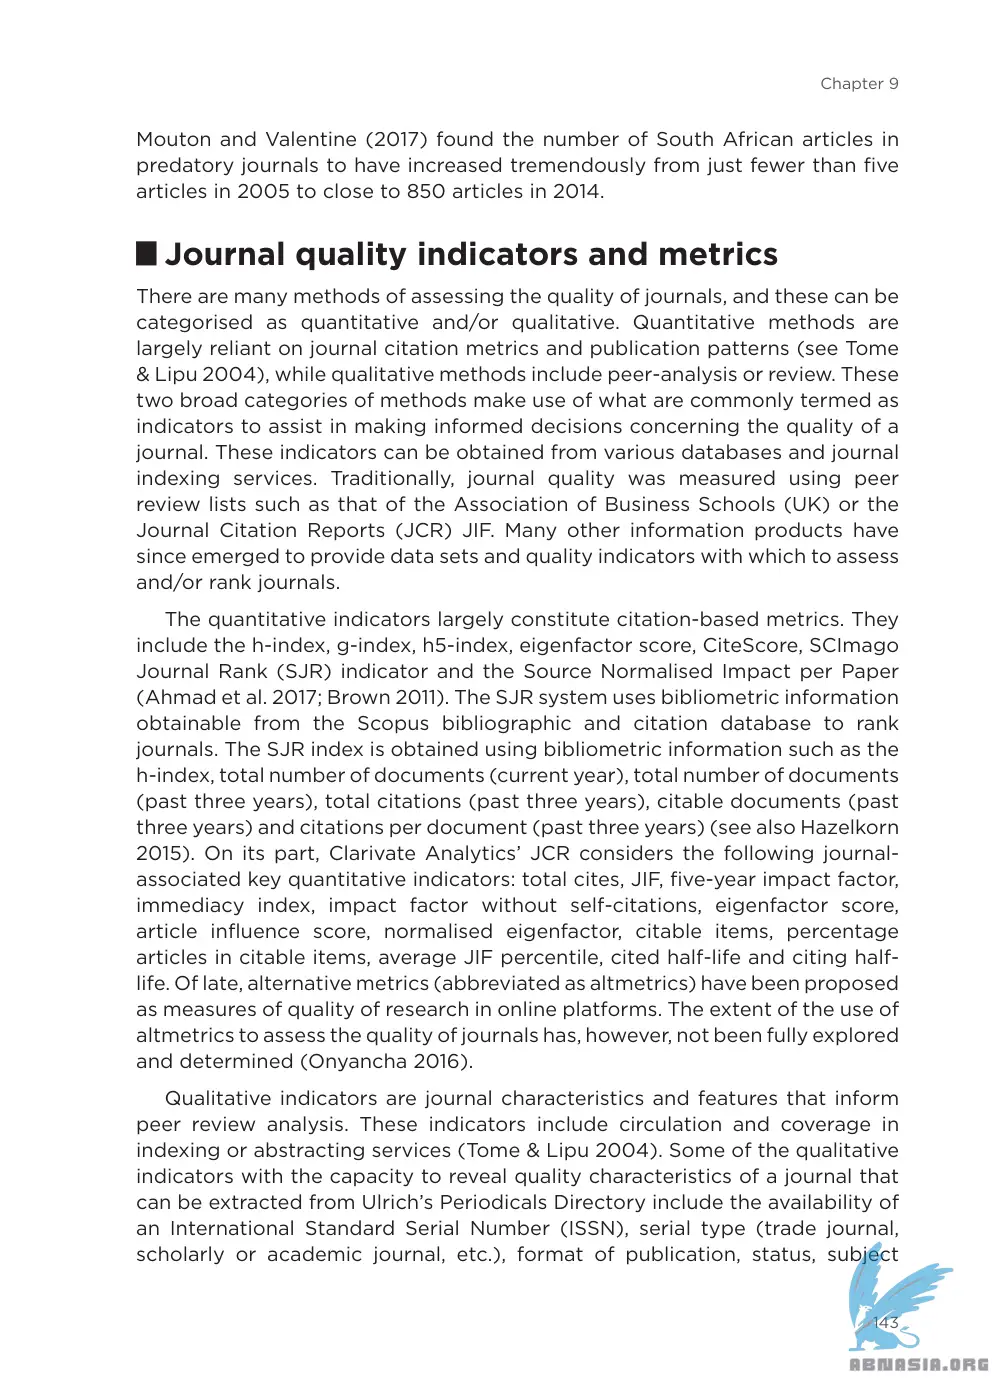 Chapter 9
Mouton and Valentine (2017) found the number of South African articles in
predatory journals to have increased tremendously from just fewer than five
articles in 2005 to close to 850 articles in 2014.
Journal quality indicators and metrics
There are many methods of assessing the quality of journals, and these can be
categorised as quantitative and/or qualitative. Quantitative methods are
largely reliant on journal citation metrics and publication patterns (see Tome
& Lipu 2004), while qualitative methods include peer-analysis or review. These
two broad categories of methods make use of what are commonly termed as
indicators to assist in making informed decisions concerning the quality of a
journal. These indicators can be obtained from various databases and journal
indexing services. Traditionally, journal quality was measured using peer
review lists such as that of the Association of Business Schools (UK) or the
Journal Citation Reports (JCR) JIF. Many other information products have
since emerged to provide data sets and quality indicators with which to assess
and/or rank journals.
The quantitative indicators largely constitute citation-based metrics. They
include the h-index, g-index, h5-index, eigenfactor score, CiteScore, SCImago
Journal Rank (SJR) indicator and the Source Normalised Impact per Paper
(Ahmad et al. 2017; Brown 2011). The SJR system uses bibliometric information
obtainable from the Scopus bibliographic and citation database to rank
journals. The SJR index is obtained using bibliometric information such as the
h-index, total number of documents (current year), total number of documents
(past three years), total citations (past three years), citable documents (past
three years) and citations per document (past three years) (see also Hazelkorn
2015). On its part, Clarivate Analytics’ JCR considers the following journal-
associated key quantitative indicators: total cites, JIF, five-year impact factor,
immediacy index, impact factor without self-citations, eigenfactor score,
article influence score, normalised eigenfactor, citable items, percentage
articles in citable items, average JIF percentile, cited half-life and citing half-
life. Of late, alternative metrics (abbreviated as altmetrics) have been proposed
as measures of quality of research in online platforms. The extent of the use of
altmetrics to assess the quality of journals has, however, not been fully explored
and determined (Onyancha 2016).
Qualitative indicators are journal characteristics and features that inform
peer review analysis. These indicators include circulation and coverage in
indexing or abstracting services (Tome & Lipu 2004). Some of the qualitative
indicators with the capacity to reveal quality characteristics of a journal that
can be extracted from Ulrich’s Periodicals Directory include the availability of
an International Standard Serial Number (ISSN), serial type (trade journal,
scholarly or academic journal, etc.), format of publication, status, subject
143
ABNASIA.ORG